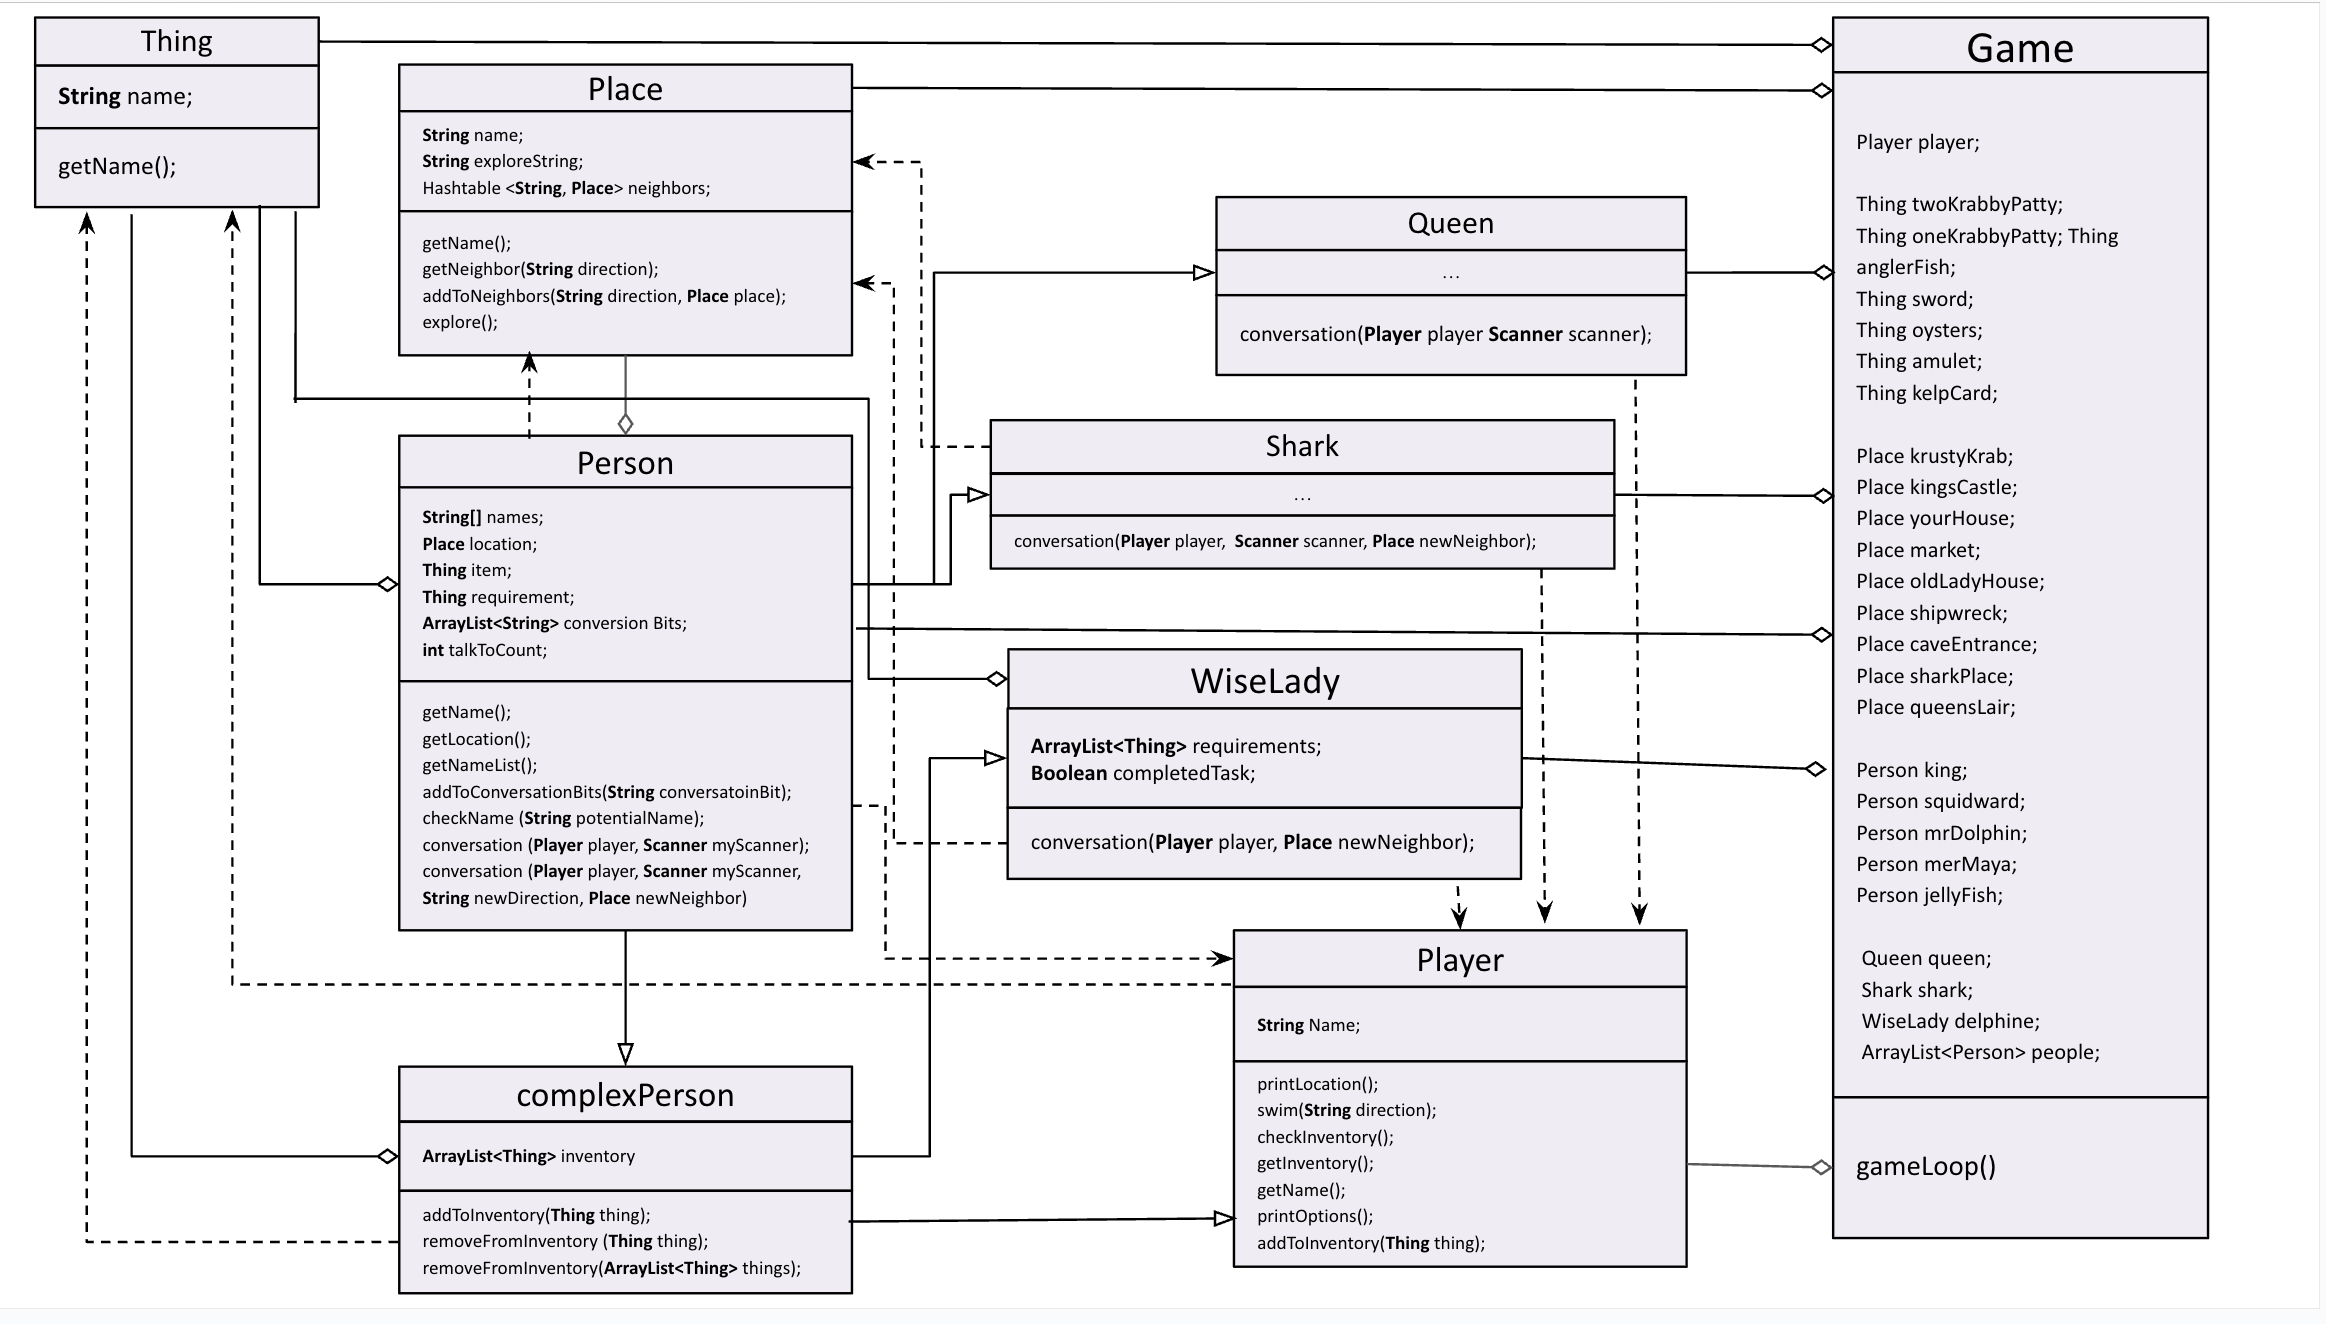 Thing
String name;
getName();
Place
String name;
String exploreString;
Hashtable <String, Place> neighbors;
getName();
getNeighbor(String direction);
addToNeighbors(String direction, Place place);
explore();
Person
String[] names;
Place location;
Thing item;
Thing requirement;
ArrayList<String> conversion Bits;
int talkToCount;
getName();
getLocation();
getNameList();
addToConversationBits(String conversatoinBit);
checkName (String potentialName);
conversation (Player player, Scanner myScanner);
conversation (Player player, Scanner myScanner,
String newDirection, Place newNeighbor)
complexPerson
ArrayList<Thing> inventory
addToInventory(Thing thing);
removeFromInventory (Thing thing);
removeFromInventory(ArrayList<Thing> things);
Queen
...
conversation(Player player Scanner scanner);
Shark
...
conversation(Player player,  Scanner scanner, Place newNeighbor);
WiseLady
ArrayList<Thing> requirements;
Boolean completedTask;
conversation(Player player, Place newNeighbor);
Player
String Name;
printLocation();
swim(String direction);
checkInventory();
getInventory();
getName();
printOptions();
addToInventory(Thing thing);
Game
Player player;
Thing twoKrabbyPatty;
Thing oneKrabbyPatty; Thing
anglerFish;
Thing sword;
Thing oysters;
Thing amulet;
Thing kelpCard;
Place krustyKrab;
Place kingsCastle;
Place yourHouse;
Place market;
Place oldLadyHouse;
Place shipwreck;
Place caveEntrance;
Place sharkPlace;
Place queensLair;
Person king;
Person squidward;
Person mrDolphin;
Person merMaya;
Person jellyFish;
Queen queen;
Shark shark;
WiseLady delphine;
ArrayList<Person> people;
gameLoop()